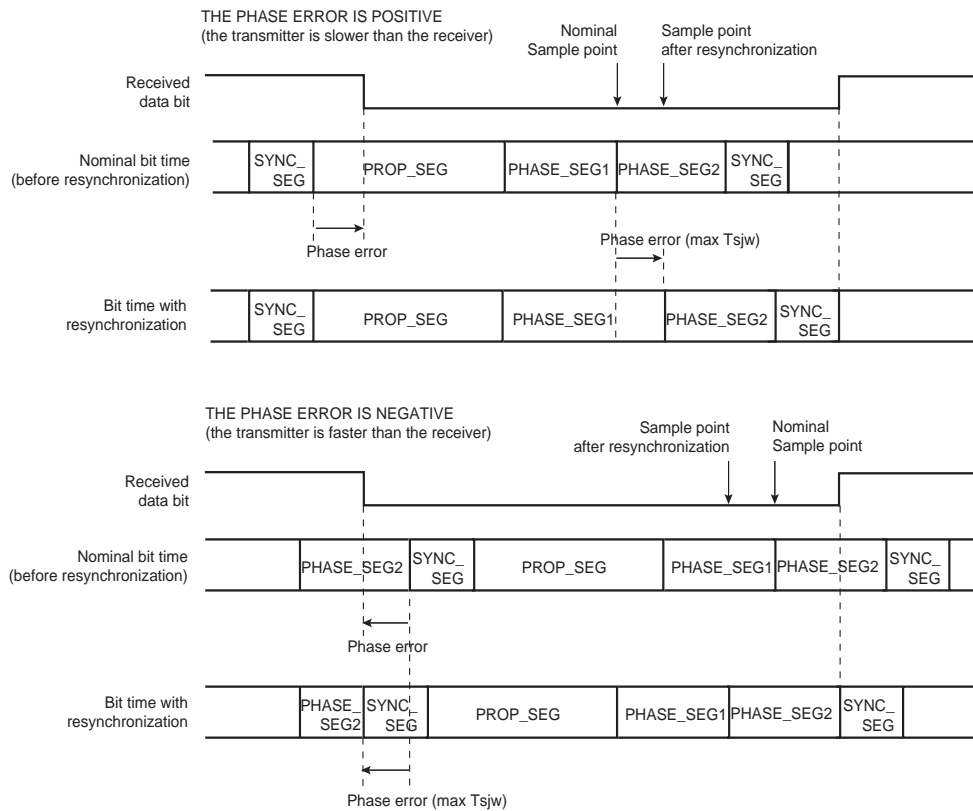 THE PHASE ERROR IS POSITIVE
(the transmitter is slower than the receiver)
Nominal
Sample point
Sample point
after resynchronization
Received
data bit
Nominal bit time
(before resynchronization)
SYNC_
SEG
PROP_SEG
PHASE_SEG1
PHASE_SEG2
SYNC_
SEG
Phase error
Phase error (max Tsjw)
Bit time with
resynchronization
SYNC_
SEG
PROP_SEG
PHASE_SEG1
PHASE_SEG2
SYNC_
SEG
THE PHASE ERROR IS NEGATIVE
(the transmitter is faster than the receiver)
Sample point
after resynchronization
Nominal
Sample point
Received
data bit
Nominal bit time
(before resynchronization)
PHASE_SEG2
SYNC_
SEG
PROP_SEG
PHASE_SEG1
PHASE_SEG2
SYNC_
SEG
Phase error
Bit time with
resynchronization
PHASE_
SEG2
SYNC_
SEG
PROP_SEG
PHASE_SEG1
PHASE_SEG2
SYNC_
SEG
Phase error (max Tsjw)